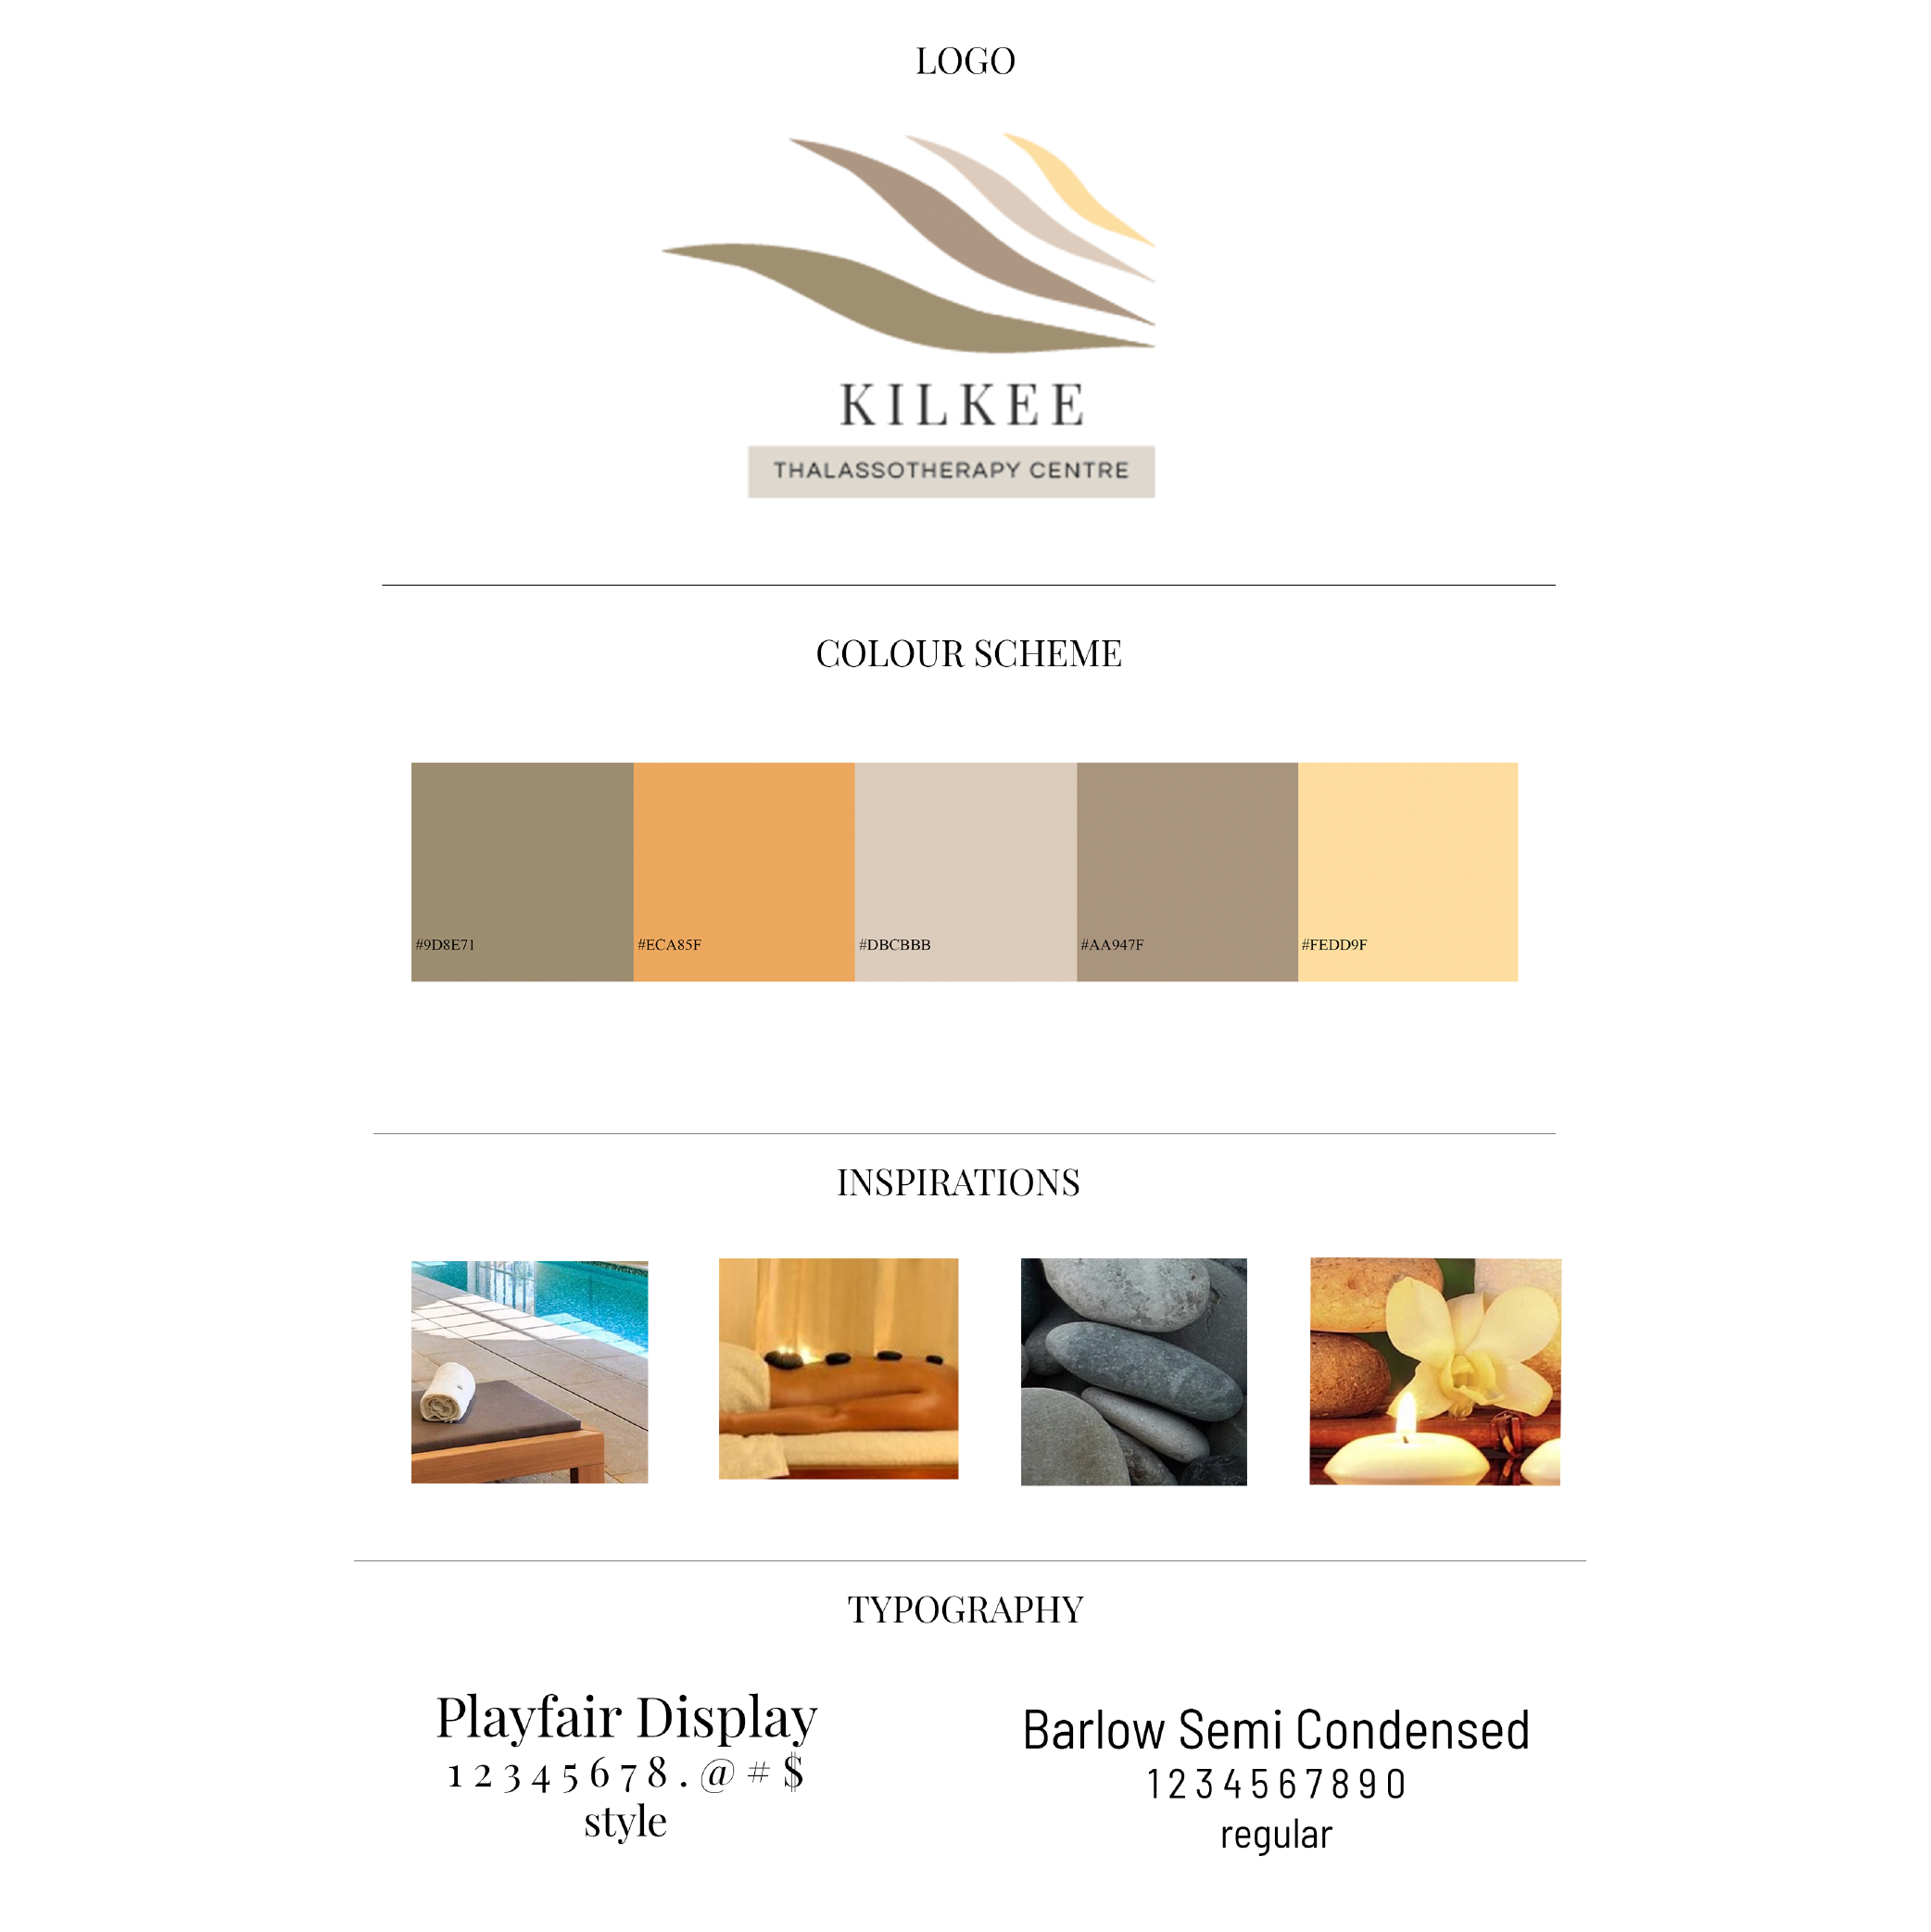 LOGO
KILKEE
THALASSOTHERAPY CENTRE
COLOUR SCHEME
#9D8E71 #ECA85F #DBCBBB #AA947F #FEDD9F
INSPIRATIONS
TYPOGRAPHY
Playfair Display
1 2 3 4 5 6 7 8 . @ # $
style
Barlow Semi Condensed
1 2 3 4 5 6 7 8 9 0
regular